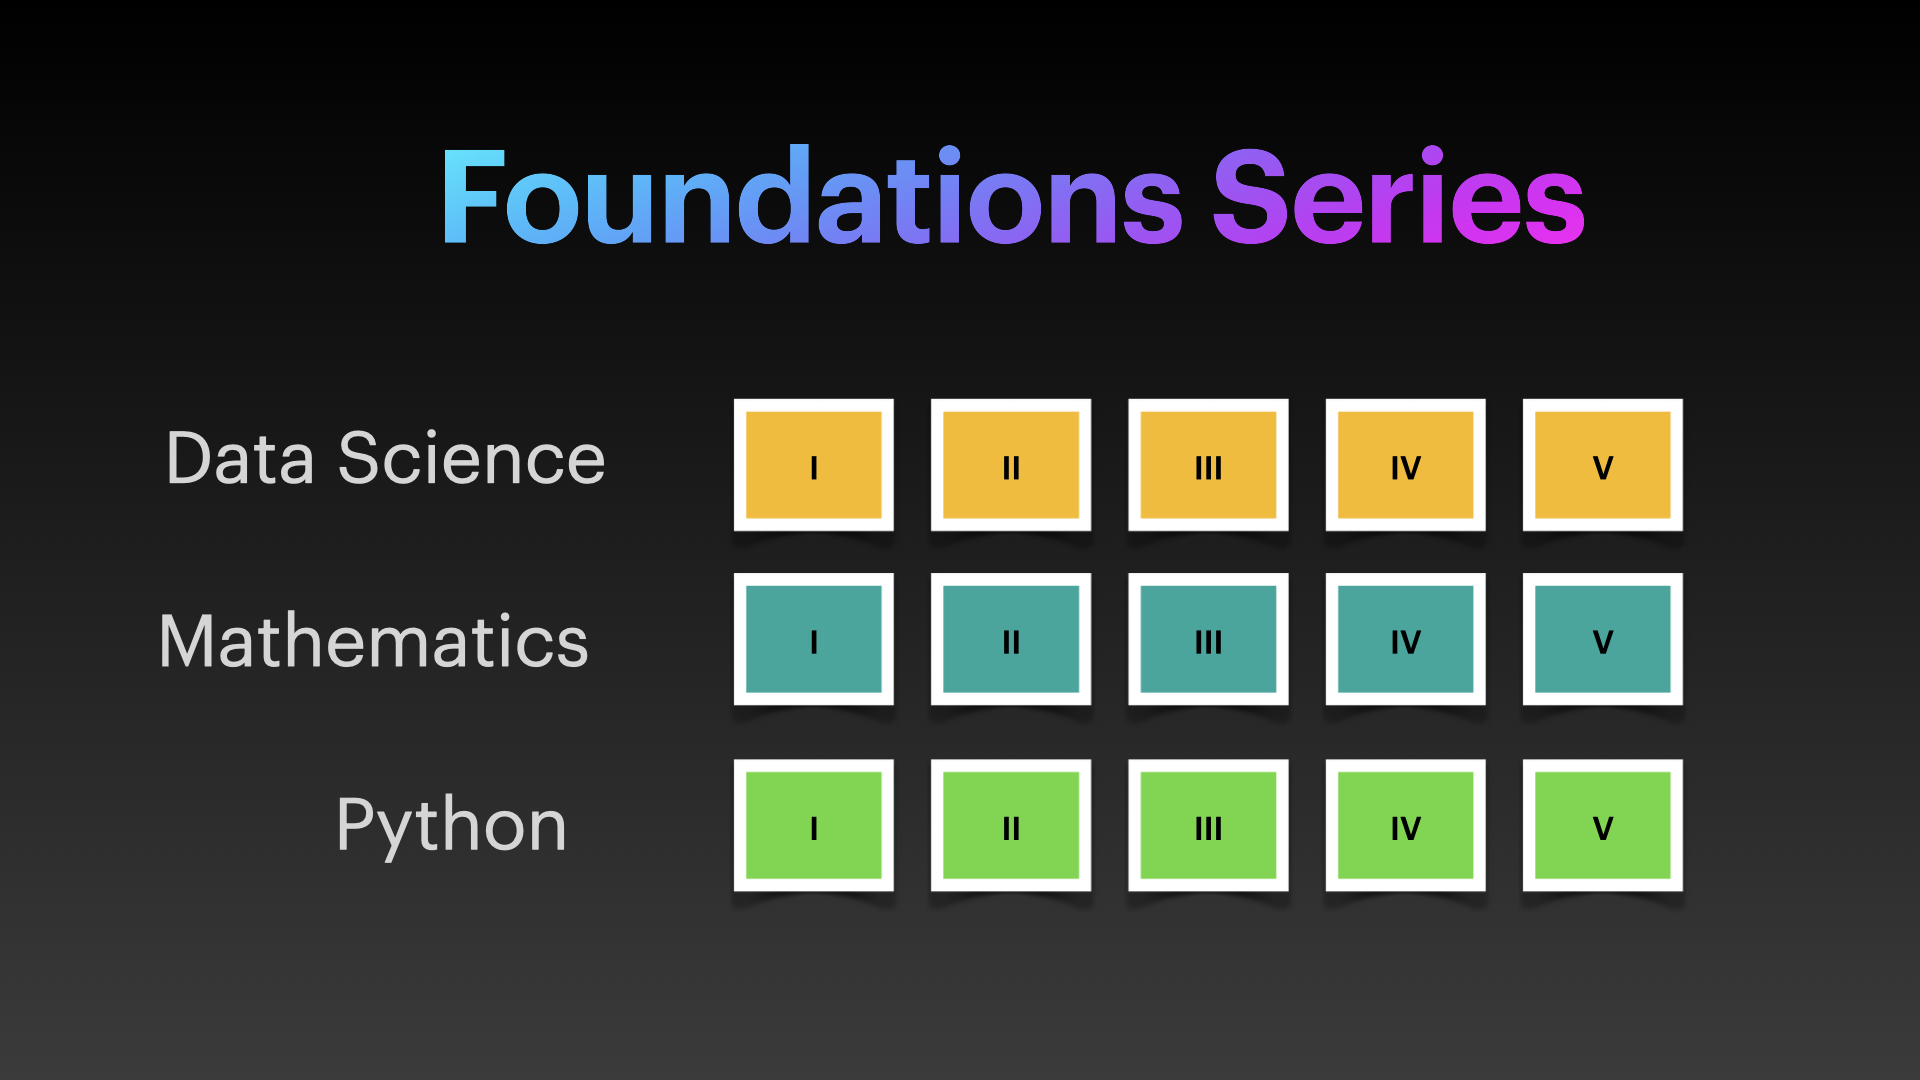 Foundations Series
Data Science I II III IV V
Mathematics I II III IV V
Python I II III IV V